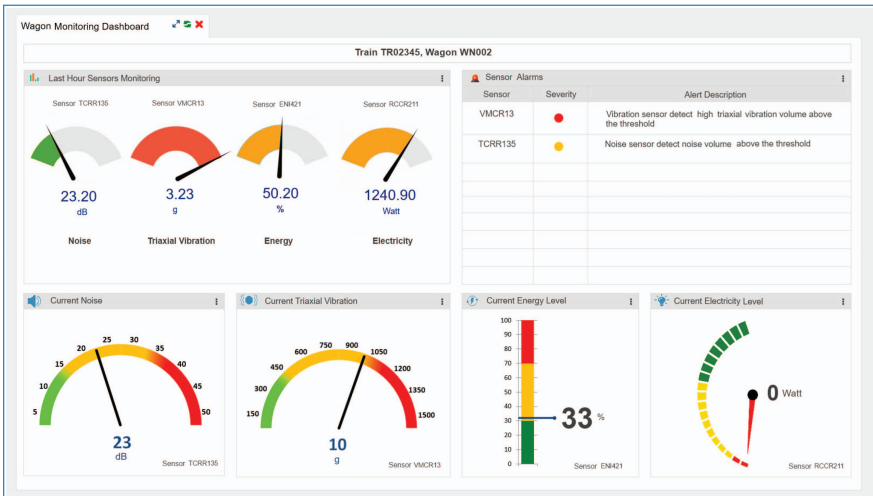 Wagon Monitoring Dashboard
Train TR02345, Wagon WN002
Last Hour Sensors Monitoring
Sensor TCRR135 Sensor VMCR13 Sensor ENI421 Sensor RCCR211
23.20 3.23 50.20 1240.90
dB g % Watt
Noise Triaxial Vibration Energy Electricity
Sensor Alarms
Sensor Severity Alert Description
VMCR13 Vibration sensor detect high triaxial vibration volume above
the threshold
TCRR135 Noise sensor detect noise volume above the threshold
Current Noise
5 10 15 20 25 30 35 40 45 50
23
dB
Sensor TCRR135
Current Triaxial Vibration
150 300 450 600 750 900 1050 1200 1350 1500
10
g
Sensor VMCR13
Current Energy Level
100
90
80
70
60
50
40
30
20
10
0
33 %
Sensor ENI421
Current Electricity Level
0 Watt
Sensor RCCR211